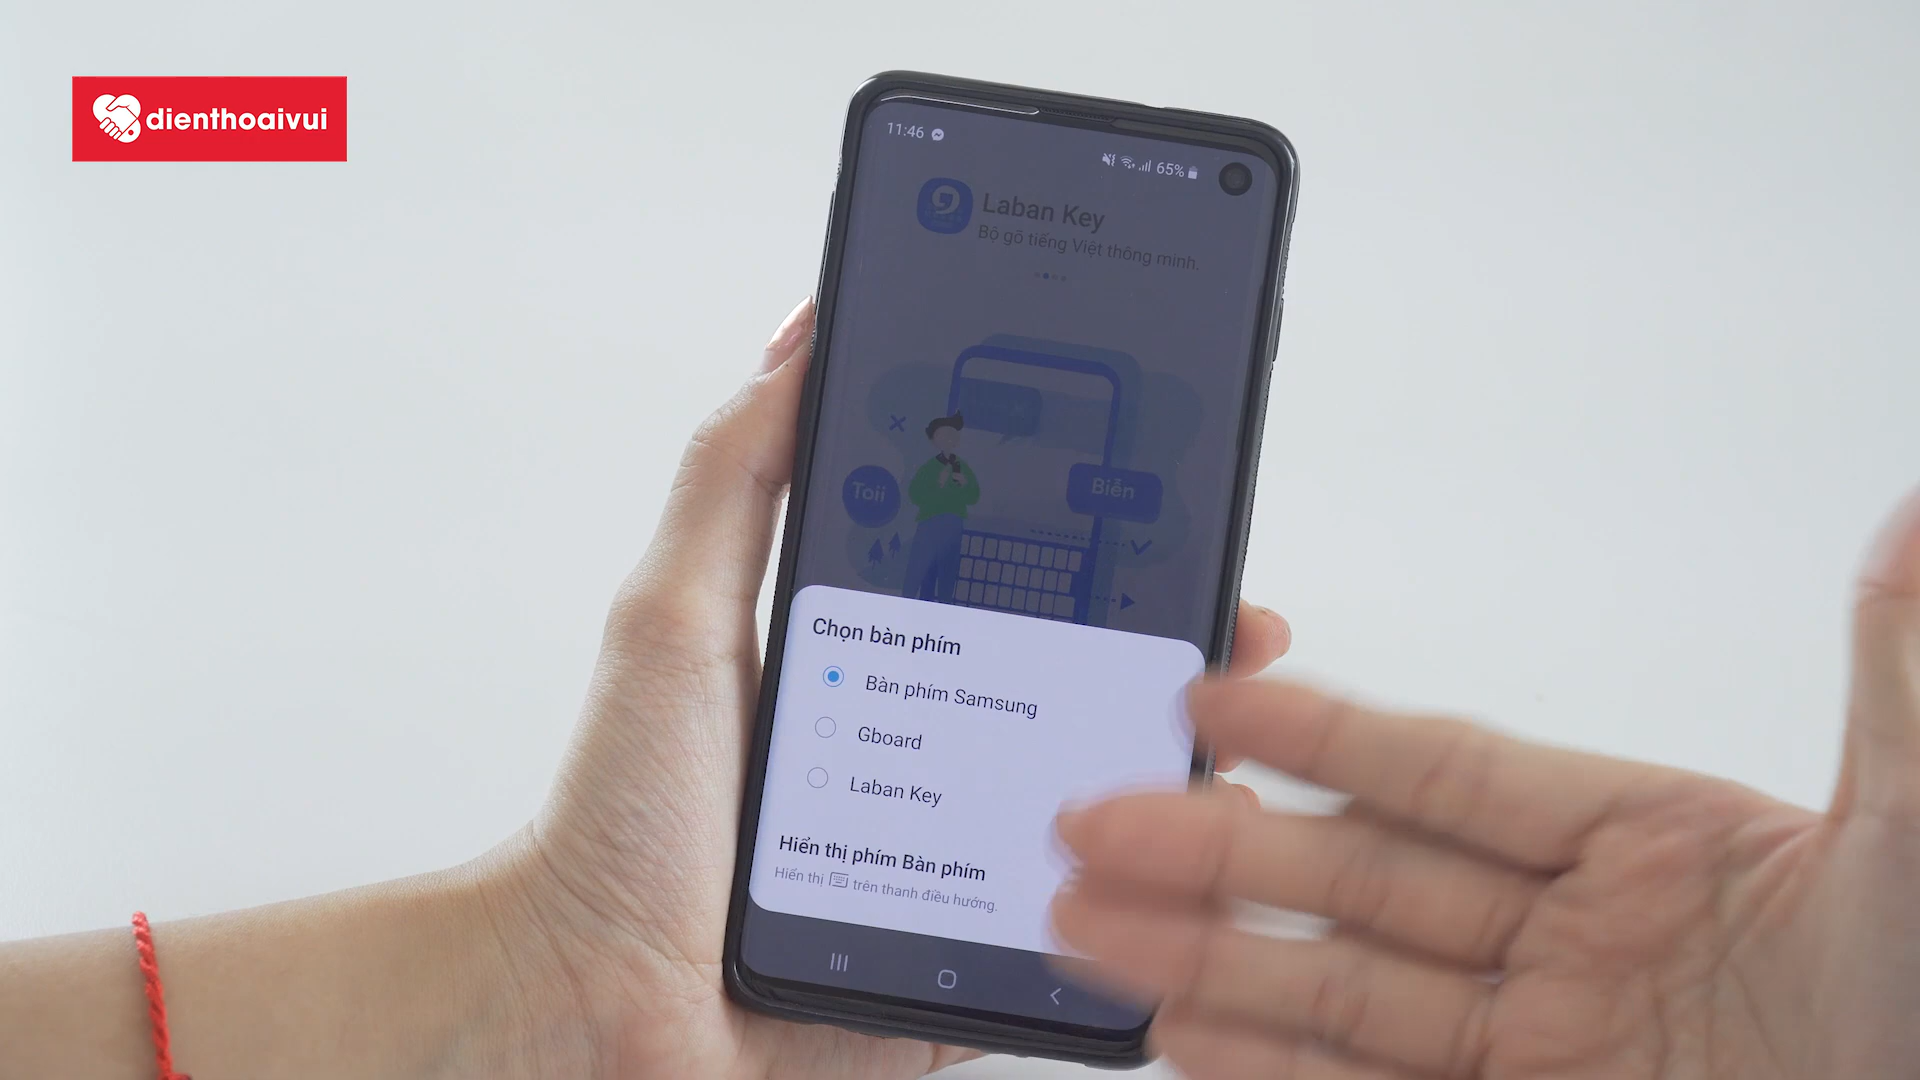 dienthoaivui
11:46
65%
Laban Key
Bộ gõ tiếng Việt thông minh.
Toii
Biển
Chọn bàn phím
Bàn phím Samsung
Gboard
Laban Key
Hiển thị phím Bàn phím
Hiển thị trên thanh điều hướng.